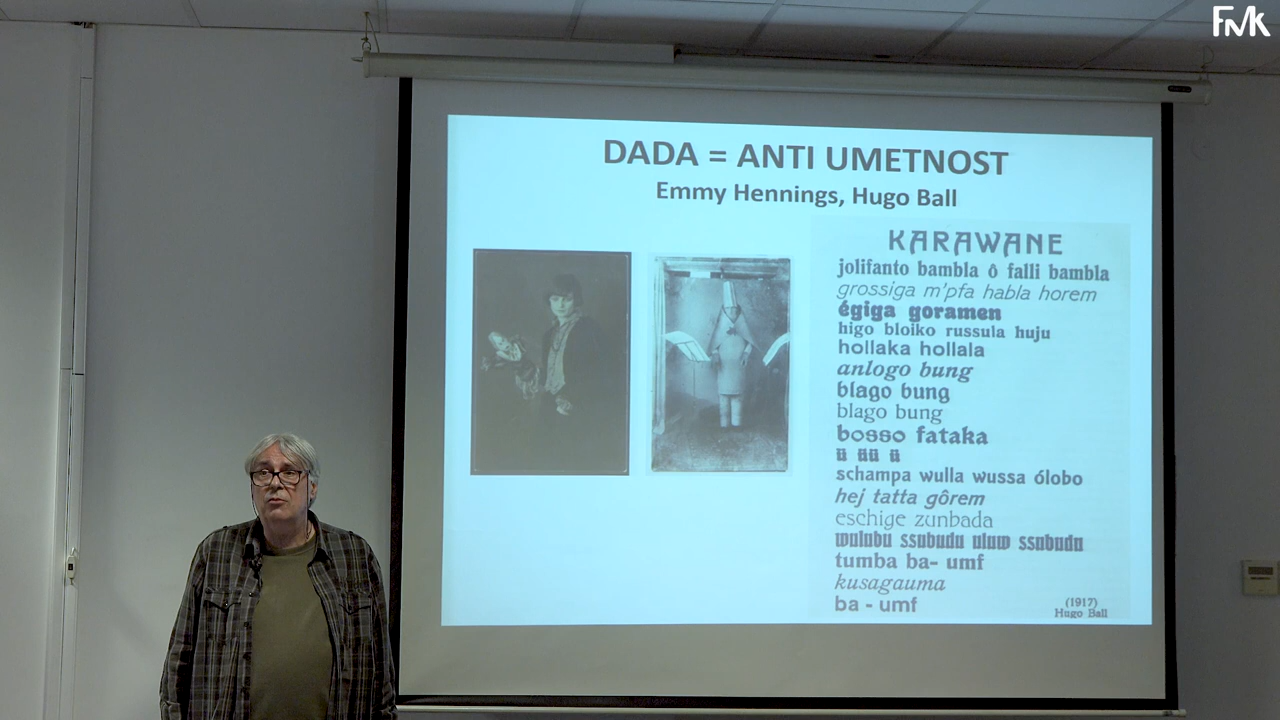 FMK
DADA = ANTI UMETNOST
Emmy Hennings, Hugo Ball
KARAWANE
jolifanto bambla ô falli bambla
grossiga m'pfa habla horem
égiga goramen
higo bloiko russula huju
hollaka hollala
anlogo bung
blago bung
blago bung
bosso fataka
ü üü ü
schampa wulla wussa ólobo
hej tatta gôrem
eschige zunbada
wulubu ssubudu uluw ssubudu
tumba ba- umf
kusagauma
ba - umf
(1917)
Hugo Ball